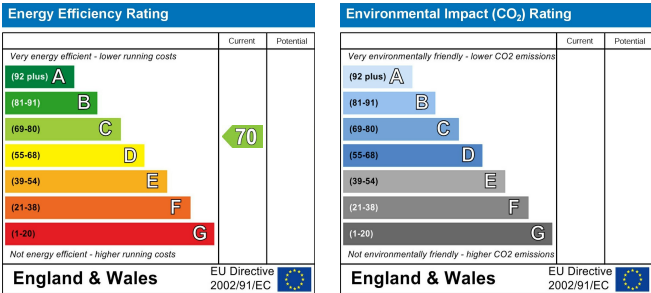 Energy Efficiency Rating
Current Potential
Very energy efficient - lower running costs
(92 plus) A
(81-91) B
(69-80) C
70
(55-68) D
(39-54) E
(21-38) F
(1-20) G
Not energy efficient - higher running costs
England & Wales
EU Directive
2002/91/EC
Environmental Impact (CO₂) Rating
Current Potential
Very environmentally friendly - lower CO2 emissions
(92 plus) A
(81-91) B
(69-80) C
(55-68) D
(39-54) E
(21-38) F
(1-20) G
Not environmentally friendly - higher CO2 emissions
England & Wales
EU Directive
2002/91/EC